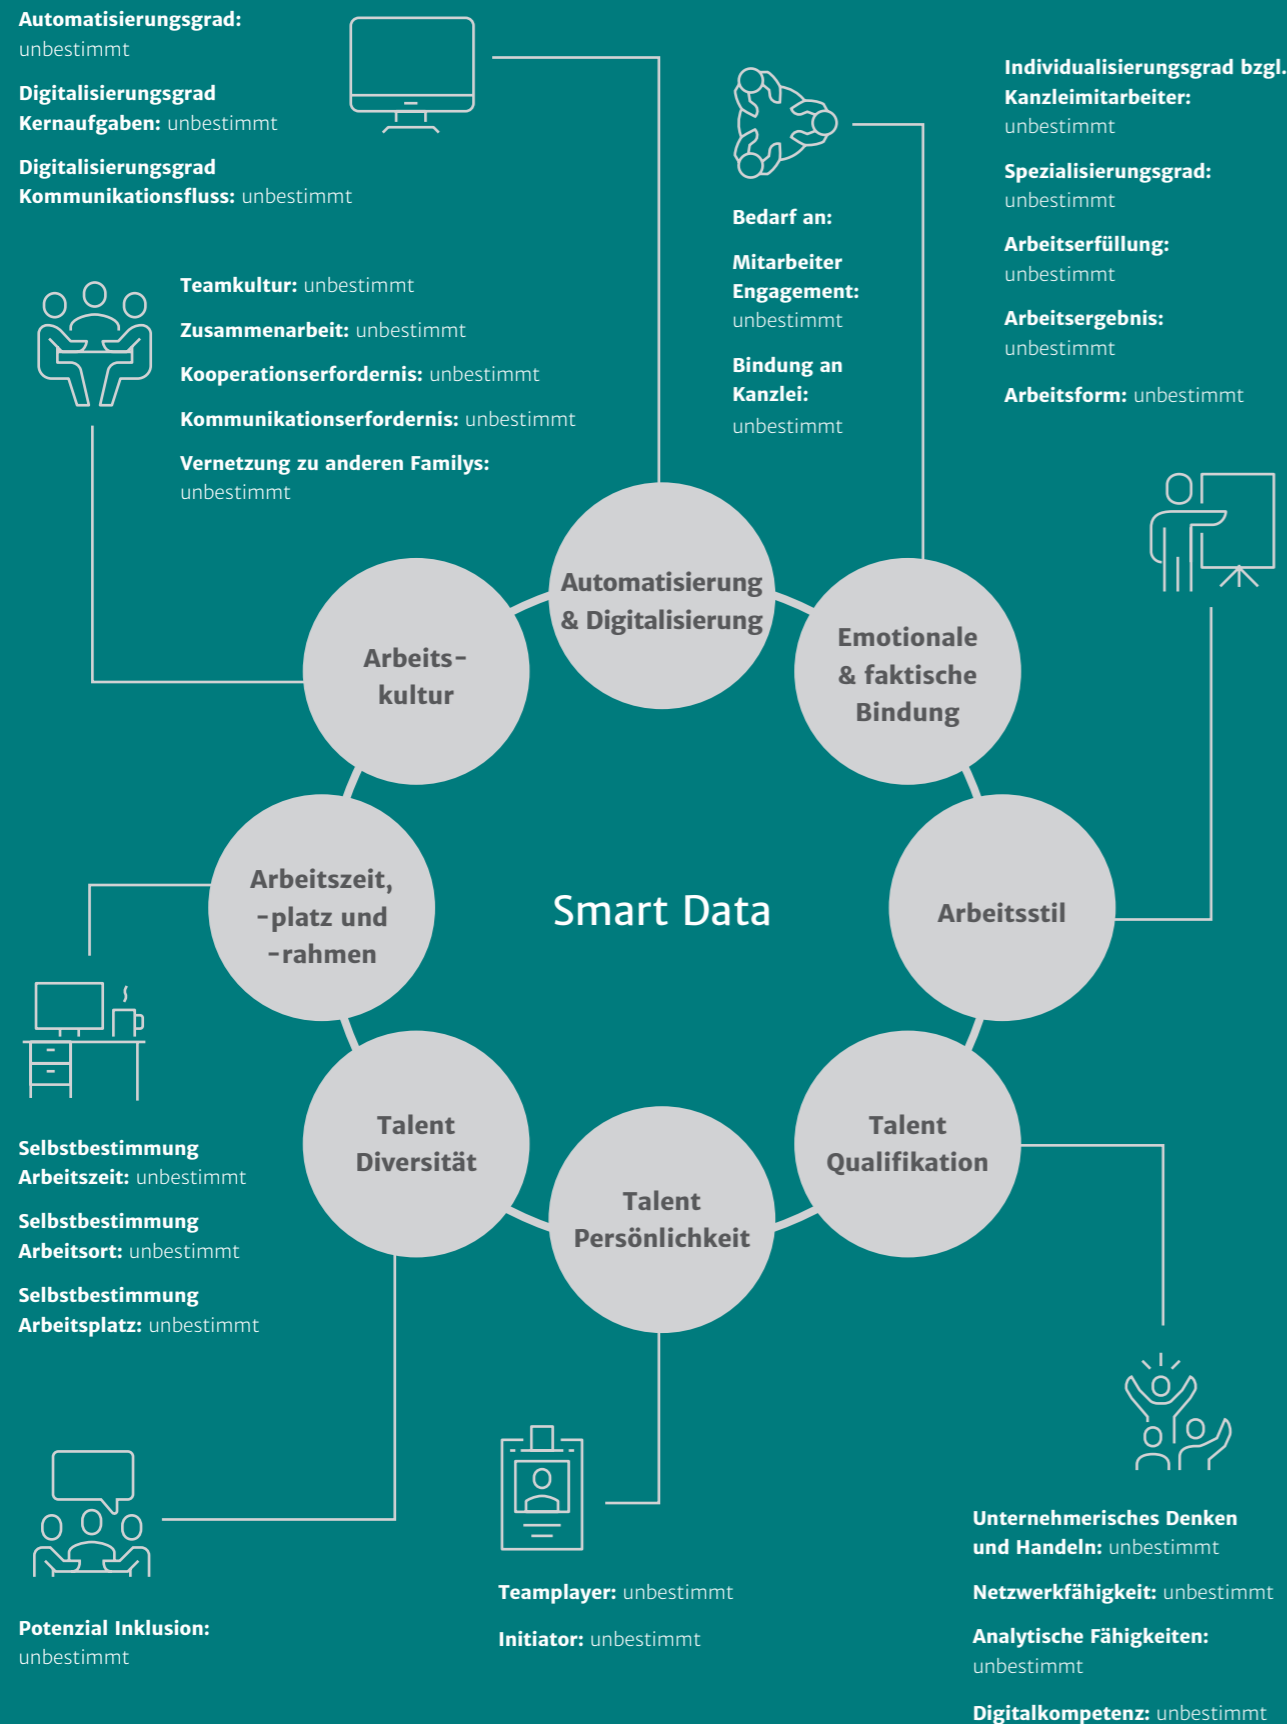 Automatisierungsgrad:
unbestimmt
Digitalisierungsgrad
Kernaufgaben: unbestimmt
Digitalisierungsgrad
Kommunikationsfluss: unbestimmt
Bedarf an:
Mitarbeiter
Engagement:
unbestimmt
Bindung an
Kanzlei:
unbestimmt
Individualisierungsgrad bzgl.
Kanzleimitarbeiter:
unbestimmt
Spezialisierungsgrad:
unbestimmt
Arbeitserfüllung:
unbestimmt
Arbeitsergebnis:
unbestimmt
Arbeitsform: unbestimmt
Teamkultur: unbestimmt
Zusammenarbeit: unbestimmt
Kooperationserfordernis: unbestimmt
Kommunikationserfordernis: unbestimmt
Vernetzung zu anderen Familys:
unbestimmt
Automatisierung
& Digitalisierung
Emotionale
& faktische
Bindung
Arbeits-
kultur
Arbeitszeit,
-platz und
-rahmen
Smart Data
Arbeitsstil
Talent
Diversität
Talent
Persönlichkeit
Talent
Qualifikation
Selbstbestimmung
Arbeitszeit: unbestimmt
Selbstbestimmung
Arbeitsort: unbestimmt
Selbstbestimmung
Arbeitsplatz: unbestimmt
Potenzial Inklusion:
unbestimmt
Teamplayer: unbestimmt
Initiator: unbestimmt
Unternehmerisches Denken
und Handeln: unbestimmt
Netzwerkfähigkeit: unbestimmt
Analytische Fähigkeiten:
unbestimmt
Digitalkompetenz: unbestimmt